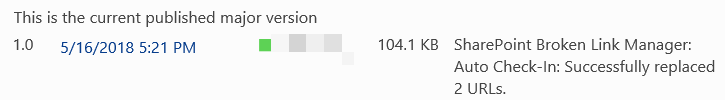 This is the current published major version
1.0 5/16/2018 5:21 PM 104.1 KB SharePoint Broken Link Manager:
Auto Check-In: Successfully replaced
2 URLs.